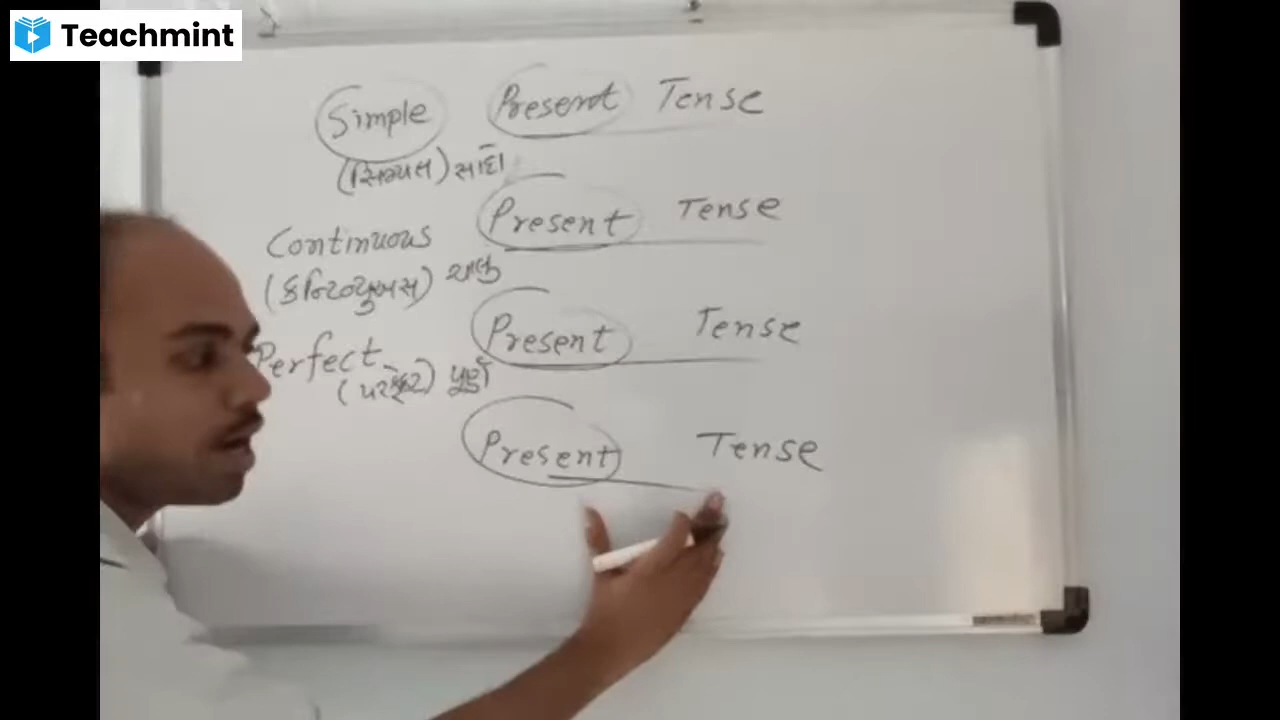 Teachmint
Simple Present Tense
(સિમ્પલ) સાદો
Continuous Present Tense
(કન્ટિન્યુઅસ) ચાલુ
Perfect Present Tense
(પરફેક્ટ) પૂર્ણ
Present Tense